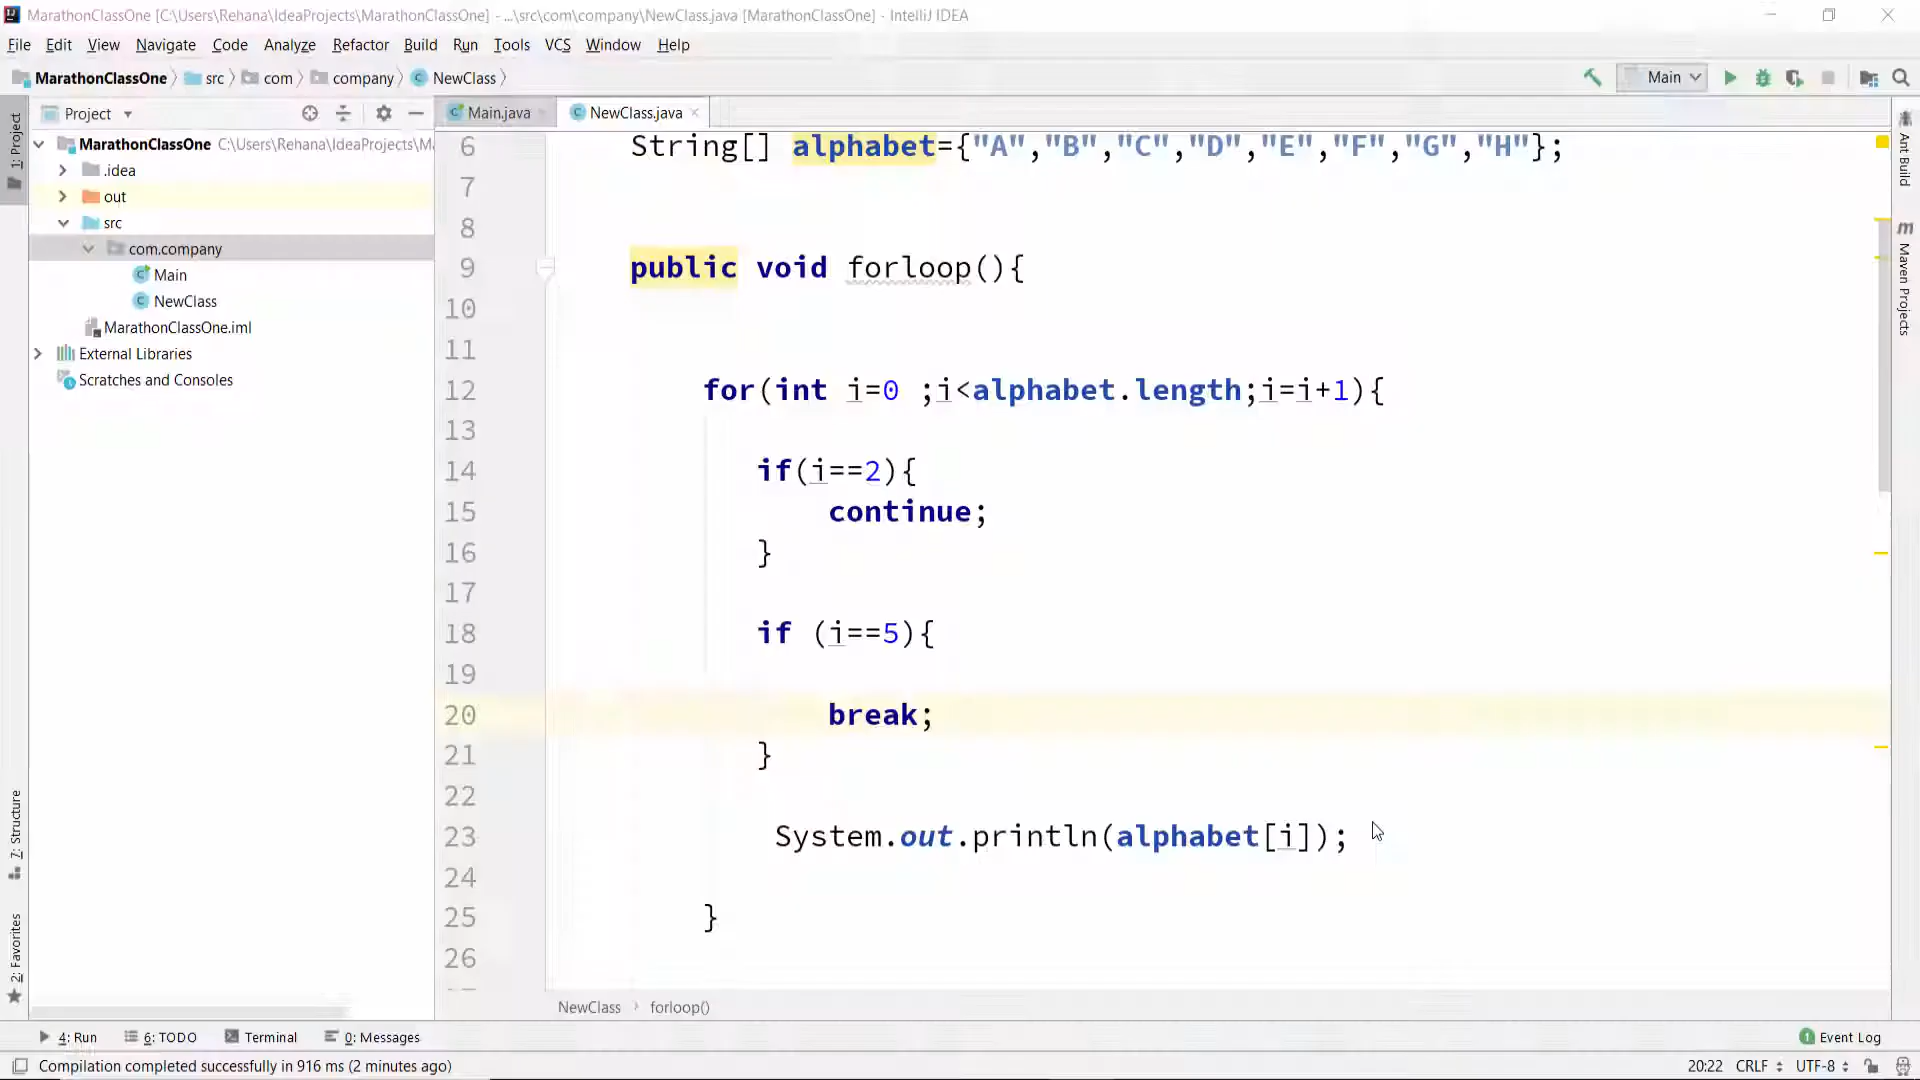 MarathonClassOne [C:\Users\Rehana\IdeaProjects\MarathonClassOne] - ...\src\com\company\NewClass.java [MarathonClassOne] - IntelliJ IDEA
File Edit View Navigate Code Analyze Refactor Build Run Tools VCS Window Help
MarathonClassOne src com company NewClass Main
Project Main.java NewClass.java
1: Project
MarathonClassOne C:\Users\Rehana\IdeaProjects\M
.idea
out
src
com.company
Main
NewClass
MarathonClassOne.iml
External Libraries
Scratches and Consoles
6 String[] alphabet={"A","B","C","D","E","F","G","H"};
7
8
9 public void forloop(){
10
11
12 for(int i=0 ;i<alphabet.length;i=i+1){
13
14 if(i==2){
15 continue;
16 }
17
18 if (i==5){
19
20 break;
21 }
22
23 System.out.println(alphabet[i]);
24
25 }
26
Ant Build
Maven Projects
7: Structure
2: Favorites
NewClass forloop()
4: Run 6: TODO Terminal 0: Messages Event Log
Compilation completed successfully in 916 ms (2 minutes ago) 20:22 CRLF UTF-8